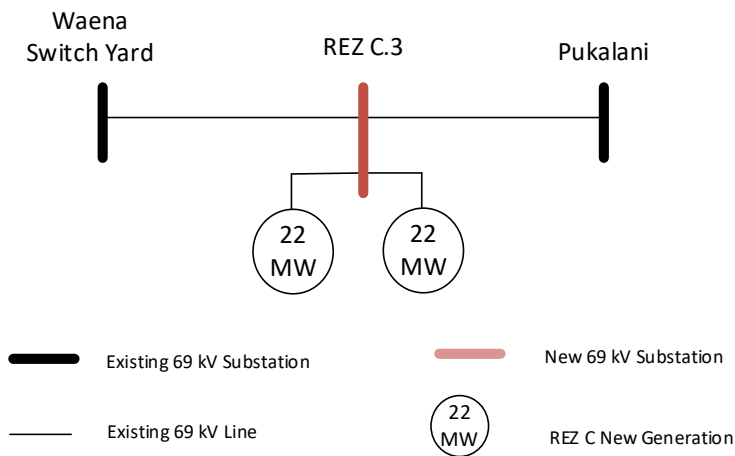 Waena
Switch Yard
REZ C.3
Pukalani
22
MW
22
MW
Existing 69 kV Substation
New 69 kV Substation
Existing 69 kV Line
22
MW
REZ C New Generation